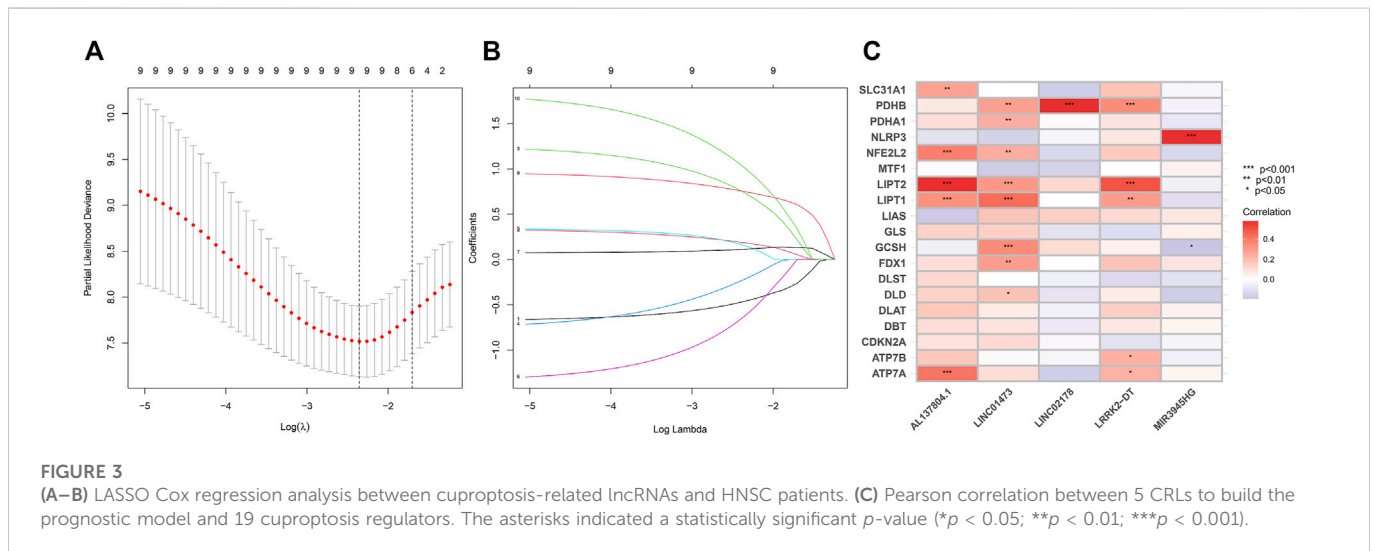 A
9 9 9 9 9 9 9 9 9 9 9 9 9 9 8 6 4 2
Partial Likelihood Deviance
10.0
9.5
9.0
8.5
8.0
7.5
-5 -4 -3 -2
Log(λ)
B
9 9 9 9
Coefficients
1.5
1.0
0.5
0.0
-0.5
-1.0
10
3
9
7
1
4
6
-5 -4 -3 -2
Log Lambda
C
SLC31A1 **
PDHB ** *** ***
PDHA1 **
NLRP3 ***
NFE2L2 *** **
MTF1
LIPT2 *** *** ***
LIPT1 *** *** **
LIAS
GLS
GCSH *** *
FDX1 **
DLST
DLD *
DLAT
DBT
CDKN2A
ATP7B *
ATP7A *** *
AL137804.1
LINC01473
LINC02178
LRRK2-DT
MIR3945HG
*** p<0.001
** p<0.01
* p<0.05
Correlation
0.4
0.2
0.0
FIGURE 3
(A–B) LASSO Cox regression analysis between cuproptosis-related lncRNAs and HNSC patients. (C) Pearson correlation between 5 CRLs to build the
prognostic model and 19 cuproptosis regulators. The asterisks indicated a statistically significant p-value (*p < 0.05; **p < 0.01; ***p < 0.001).